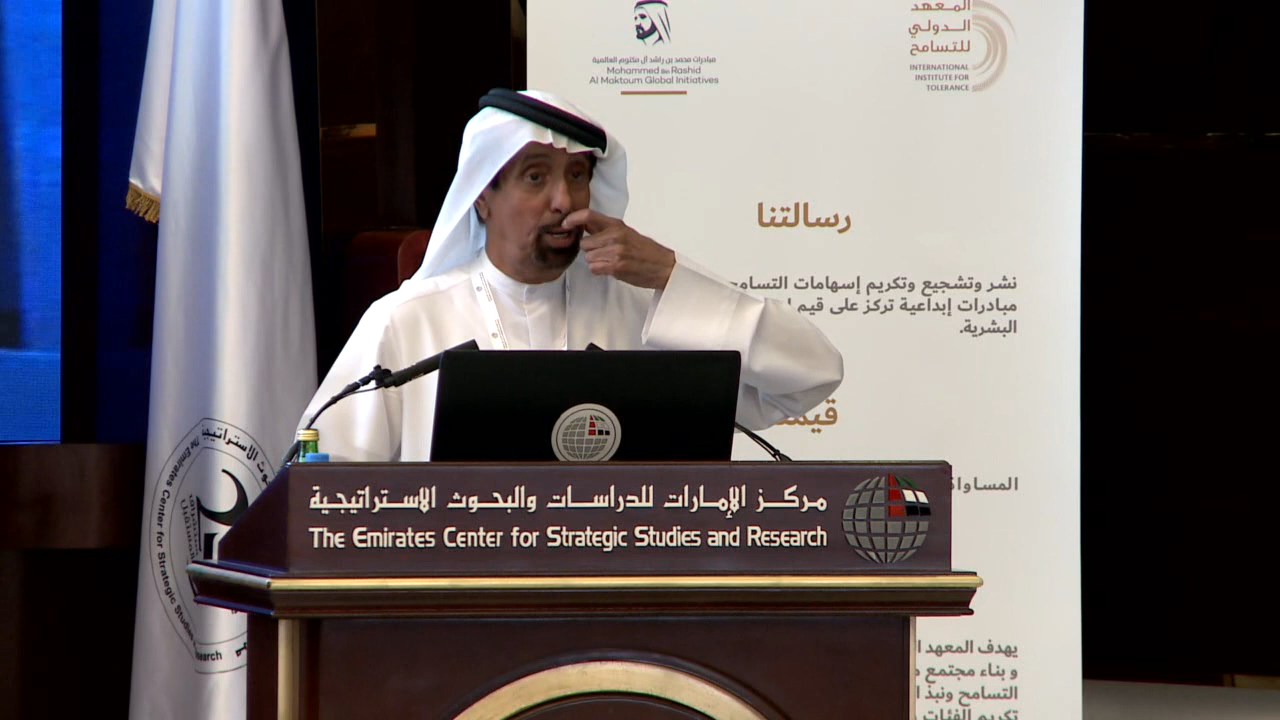 مبادرات محمد بن راشد آل مكتوم العالمية
Mohammed Bin Rashid
Al Maktoum Global Initiatives
المعهد
الدولي
للتسامح
INTERNATIONAL
INSTITUTE FOR
TOLERANCE
رسالتنا
نشر وتشجيع وتكريم إسهامات التسامح
مبادرات إبداعية تركز على قيم
البشرية.
يهدف المعهد
و بناء مجتمع
التسامح ونبذ
تكريم الفئات
مركز الإمارات للدراسات والبحوث الاستراتيجية
The Emirates Center for Strategic Studies and Research
The Emirates Center for Strategic Studies
earch